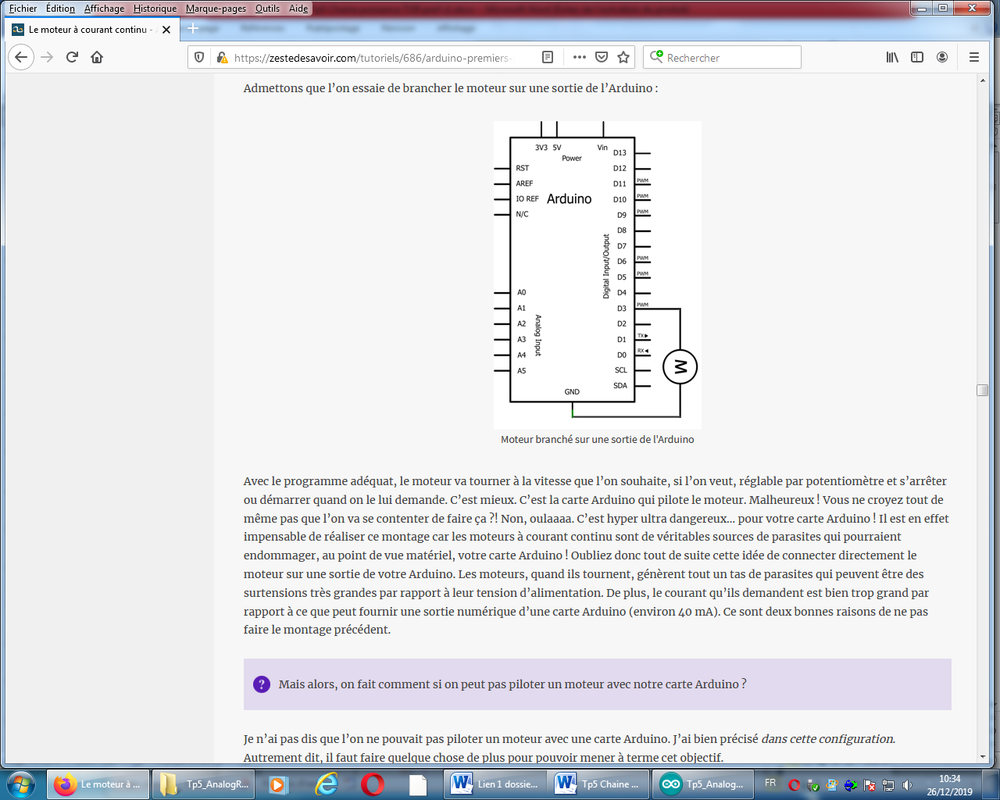 Fichier Édition Affichage Historique Marque-pages Outils Aide
Le moteur à courant continu -
https://zestedesavoir.com/tutoriels/686/arduino-premiers-
Rechercher
Admettons que l’on essaie de brancher le moteur sur une sortie de l’Arduino :
3V3 5V Vin
Power
D13
RST
D12
AREF
D11 PWM
IO REF
Arduino
D10 PWM
N/C
D9 PWM
D8
D7
D6 PWM
D5 PWM
Digital Input/Output
A0
D4
A1
D3 PWM
A2
D2
A3
D1 TX
A4
D0 RX
A5
SCL
SDA
Analog Input
M
GND
Moteur branché sur une sortie de l'Arduino
Avec le programme adéquat, le moteur va tourner à la vitesse que l’on souhaite, si l’on veut, réglable par potentiomètre et s’arrêter
ou démarrer quand on le lui demande. C’est mieux. C’est la carte Arduino qui pilote le moteur. Malheureux ! Vous ne croyez tout de
même pas que l’on va se contenter de faire ça ?! Non, oulaaaa. C’est hyper ultra dangereux… pour votre carte Arduino ! Il est en effet
impensable de réaliser ce montage car les moteurs à courant continu sont de véritables sources de parasites qui pourraient
endommager, au point de vue matériel, votre carte Arduino ! Oubliez donc tout de suite cette idée de connecter directement le
moteur sur une sortie de votre Arduino. Les moteurs, quand ils tournent, génèrent tout un tas de parasites qui peuvent être des
surtensions très grandes par rapport à leur tension d’alimentation. De plus, le courant qu’ils demandent est bien trop grand par
rapport à ce que peut fournir une sortie numérique d’une carte Arduino (environ 40 mA). Ce sont deux bonnes raisons de ne pas
faire le montage précédent.
? Mais alors, on fait comment si on peut pas piloter un moteur avec notre carte Arduino ?
Je n’ai pas dis que l’on ne pouvait pas piloter un moteur avec une carte Arduino. J’ai bien précisé dans cette configuration.
Autrement dit, il faut faire quelque chose de plus pour pouvoir mener à terme cet objectif.
Le moteur à ...
Tp5_AnalogR...
Lien 1 dossie...
Tp5 Chaine ...
Tp5_Analog...
FR
10:34
26/12/2019